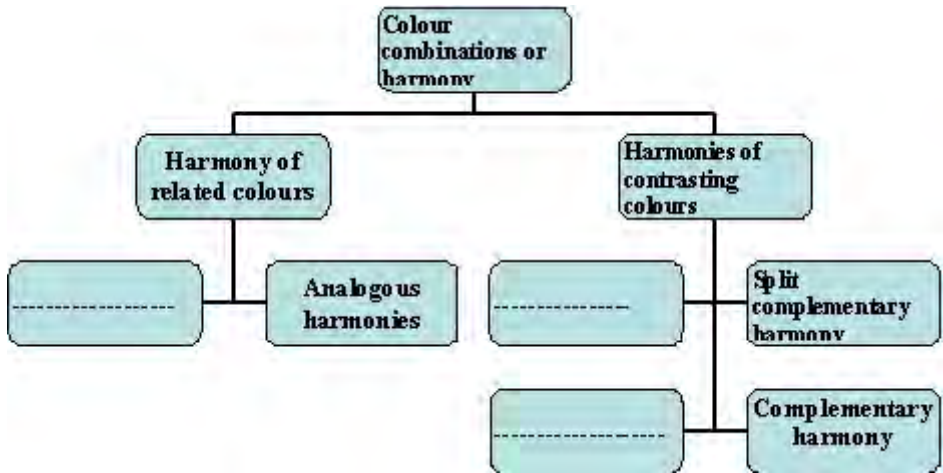 Colour
combinations or
harmony
Harmony of
related colours
Harmonies of
contrasting
colours
--------------------
Analogous
harmonies
--------------
Split
complementary
harmony
------------------
Complementary
harmony